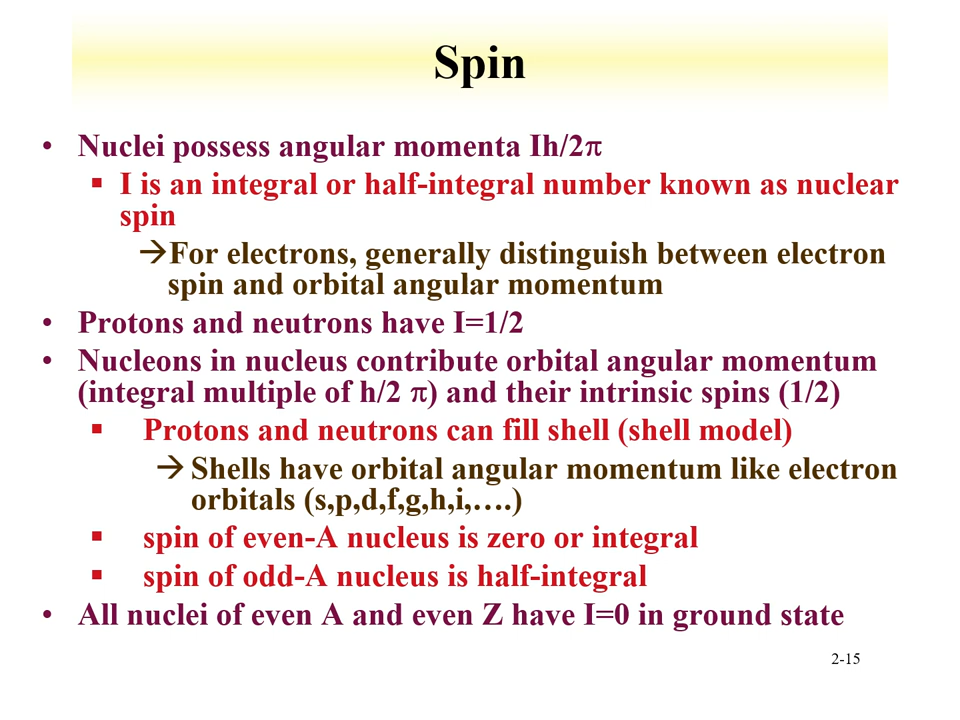 Spin
• Nuclei possess angular momenta Ih/2π
▪ I is an integral or half-integral number known as nuclear
spin
→For electrons, generally distinguish between electron
spin and orbital angular momentum
• Protons and neutrons have I=1/2
• Nucleons in nucleus contribute orbital angular momentum
(integral multiple of h/2 π) and their intrinsic spins (1/2)
▪ Protons and neutrons can fill shell (shell model)
→ Shells have orbital angular momentum like electron
orbitals (s,p,d,f,g,h,i,….)
▪ spin of even-A nucleus is zero or integral
▪ spin of odd-A nucleus is half-integral
• All nuclei of even A and even Z have I=0 in ground state
2-15